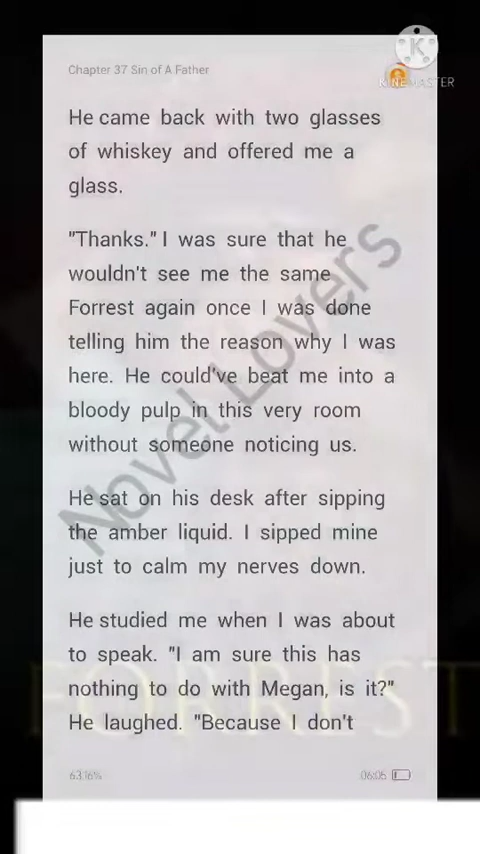 Chapter 37 Sin of A Father
KINEMASTER
He came back with two glasses
of whiskey and offered me a
glass.
"Thanks." I was sure that he
wouldn't see me the same
Forrest again once I was done
telling him the reason why I was
here. He could've beat me into a
bloody pulp in this very room
without someone noticing us.
He sat on his desk after sipping
the amber liquid. I sipped mine
just to calm my nerves down.
He studied me when I was about
to speak. "I am sure this has
nothing to do with Megan, is it?"
He laughed. "Because I don't
Novel Lovers
FORREST
63.16%
06:05